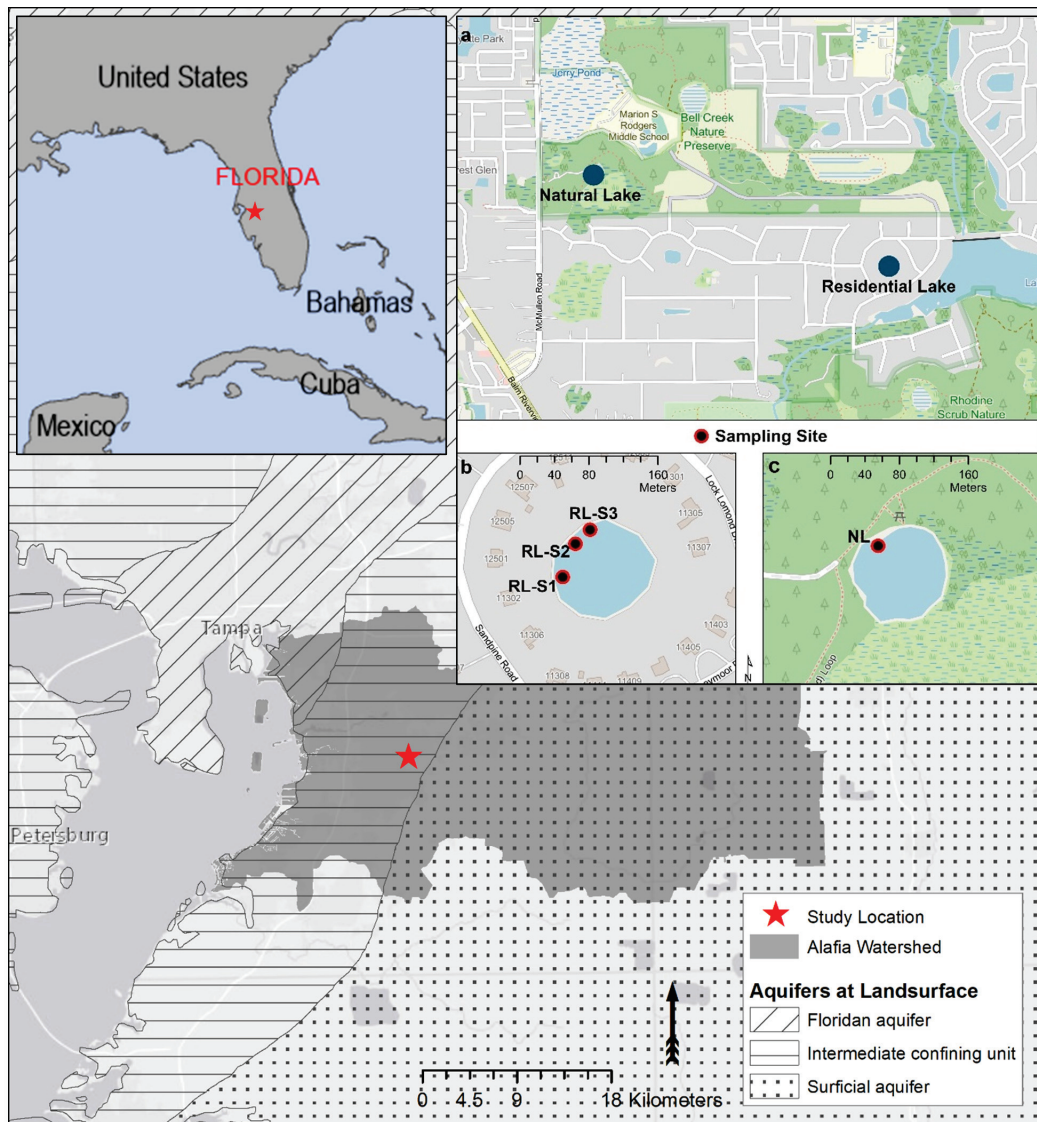 United States
FLORIDA
Bahamas
Cuba
Mexico
a
Jerry Pond
Marion S
Rodgers
Middle School
Bell Creek
Nature
Preserve
Natural Lake
Residential Lake
McMullen Road
Rhodine
Scrub Nature
Sampling Site
b
0 40 80 160
Meters
12507
12505
12501
11302
11306
11308
11409
11405
11403
11307
11305
301
RL-S3
RL-S2
RL-S1
Sandpine Road
N
c
0 40 80 160
Meters
NL
Loop
Tampa
Petersburg
Study Location
Alafia Watershed
Aquifers at Landsurface
Floridan aquifer
Intermediate confining unit
Surficial aquifer
0 4.5 9 18 Kilometers